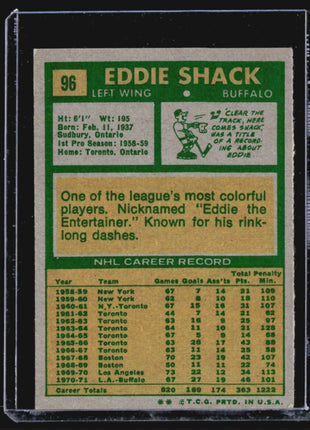 96
EDDIE SHACK
LEFT WING • BUFFALO
Ht: 6'1" Wt: 195
Born: Feb. 11, 1937
Sudbury, Ontario
1st Pro Season: 1958-59
Home: Toronto, Ontario
"CLEAR THE
TRACK, HERE
COMES SHACK,"
WAS A TITLE
OF A RECORD-
ING ABOUT
EDDIE
One of the league's most colorful
players. Nicknamed "Eddie the
Entertainer." Known for his rink-
long dashes.
NHL CAREER RECORD
Total Penalty
Year Team Games Goals Ass'ts Pts. Min.
1958-59 New York 67 7 14 21 109
1959-60 New York 62 8 10 18 110
1960-61 N.Y.-Toronto 67 15 16 31 107
1961-62 Toronto 44 7 14 21 62
1962-63 Toronto 63 16 9 25 97
1963-64 Toronto 64 11 10 21 128
1964-65 Toronto 67 5 9 14 68
1965-66 Toronto 63 26 17 43 88
1966-67 Toronto 63 11 14 25 58
1967-68 Boston 70 23 19 42 107
1968-69 Boston 50 11 11 22 74
1969-70 Los Angeles 73 22 12 34 113
1970-71 L.A.-Buffalo 67 27 19 46 101
Career Totals 820 189 174 363 1222
** © T.C.G. PRTD. IN U.S.A.